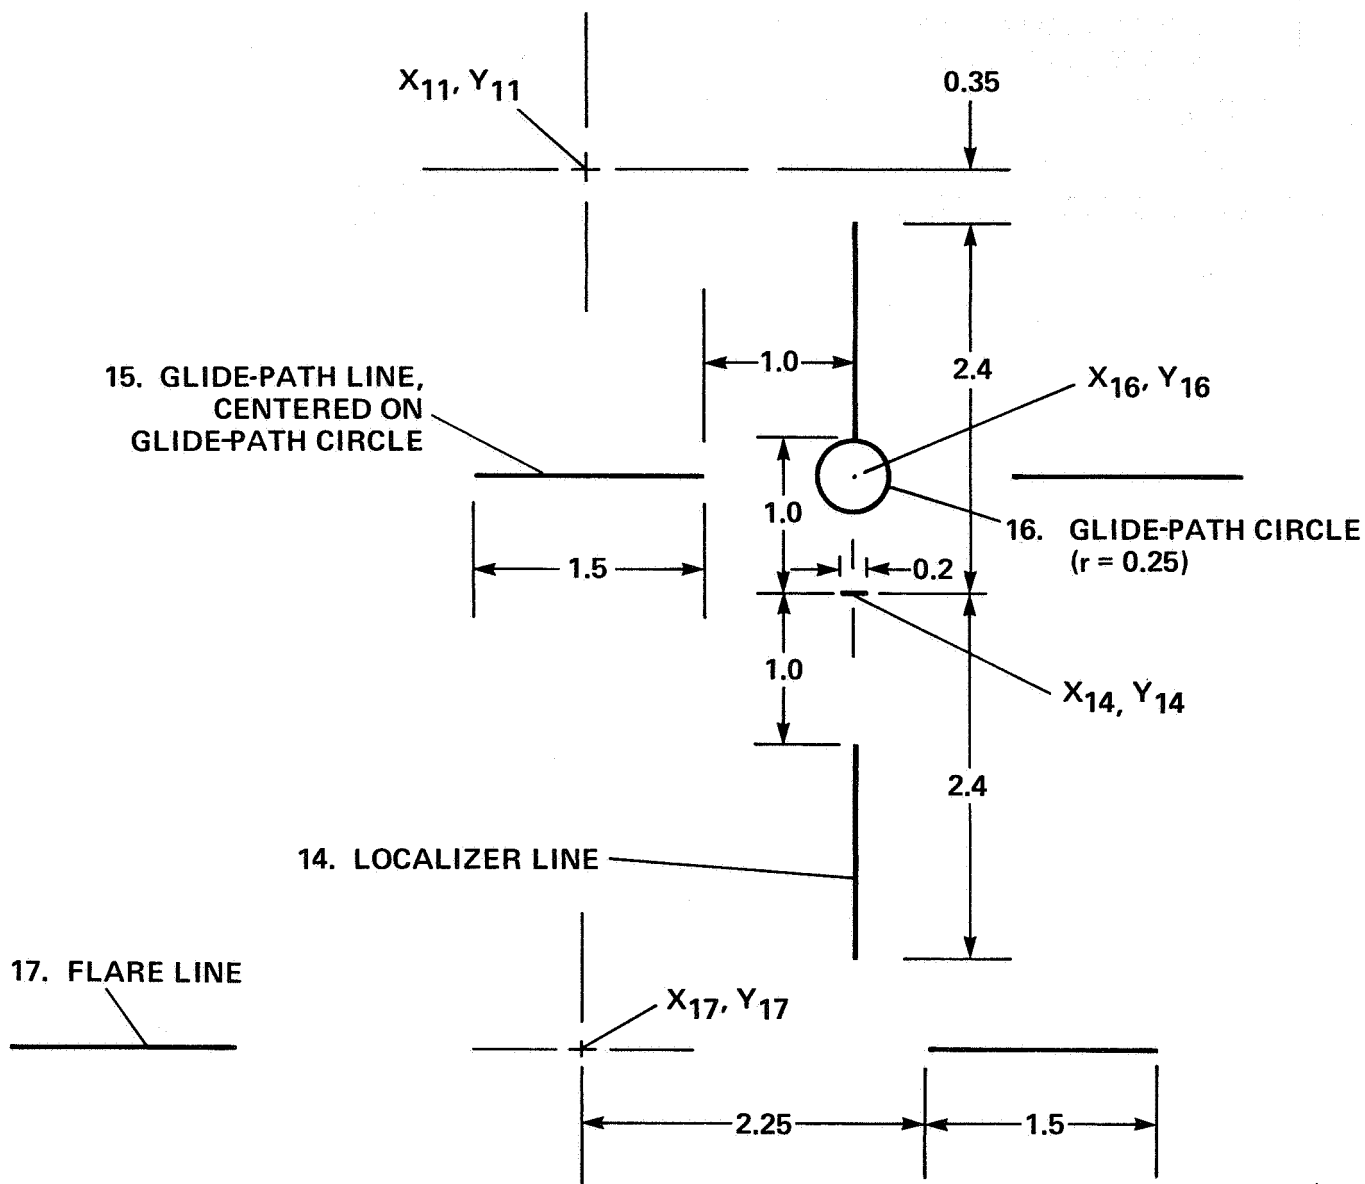 X11, Y11
0.35
15. GLIDE-PATH LINE,
CENTERED ON
GLIDE-PATH CIRCLE
1.0
2.4
X16, Y16
1.0
16. GLIDE-PATH CIRCLE
(r = 0.25)
1.5
0.2
1.0
X14, Y14
2.4
14. LOCALIZER LINE
17. FLARE LINE
X17, Y17
2.25
1.5